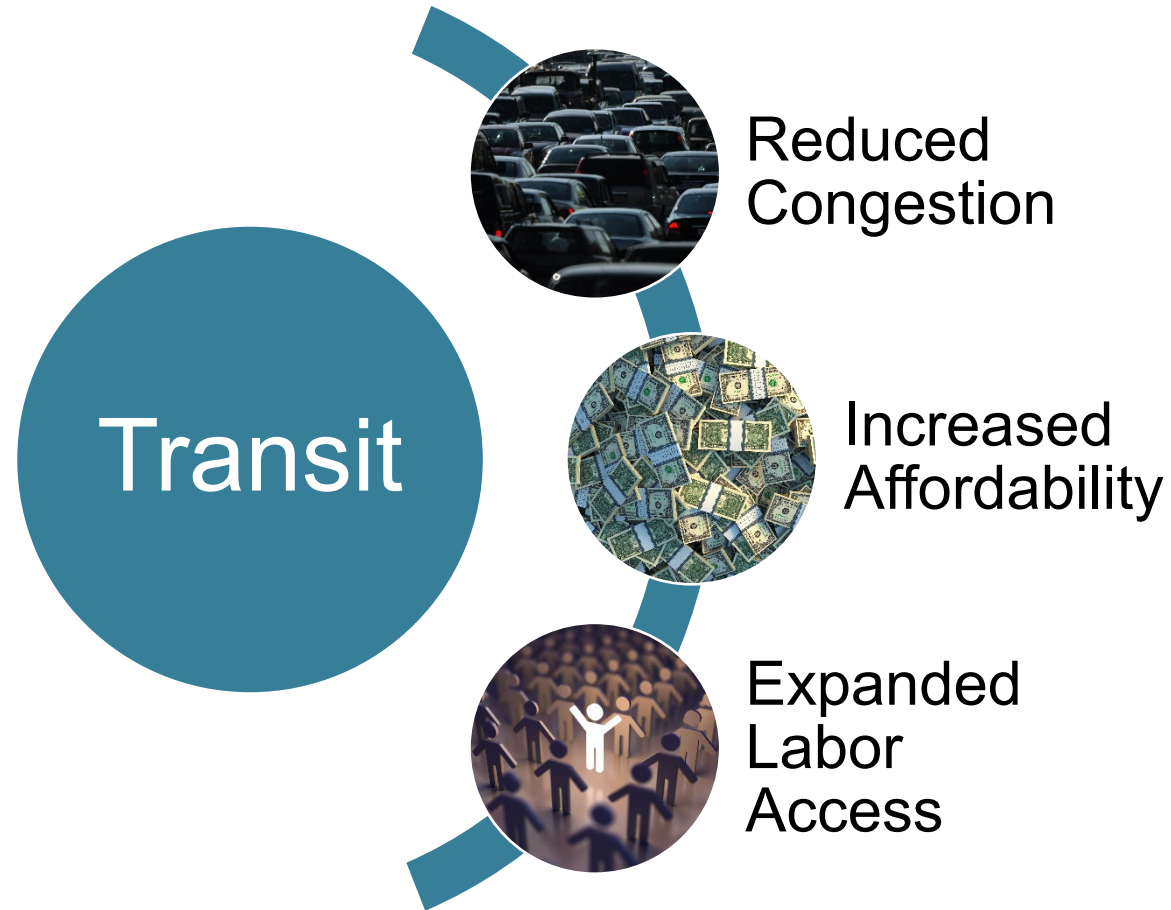 Transit
Reduced
Congestion
Increased
Affordability
Expanded
Labor
Access